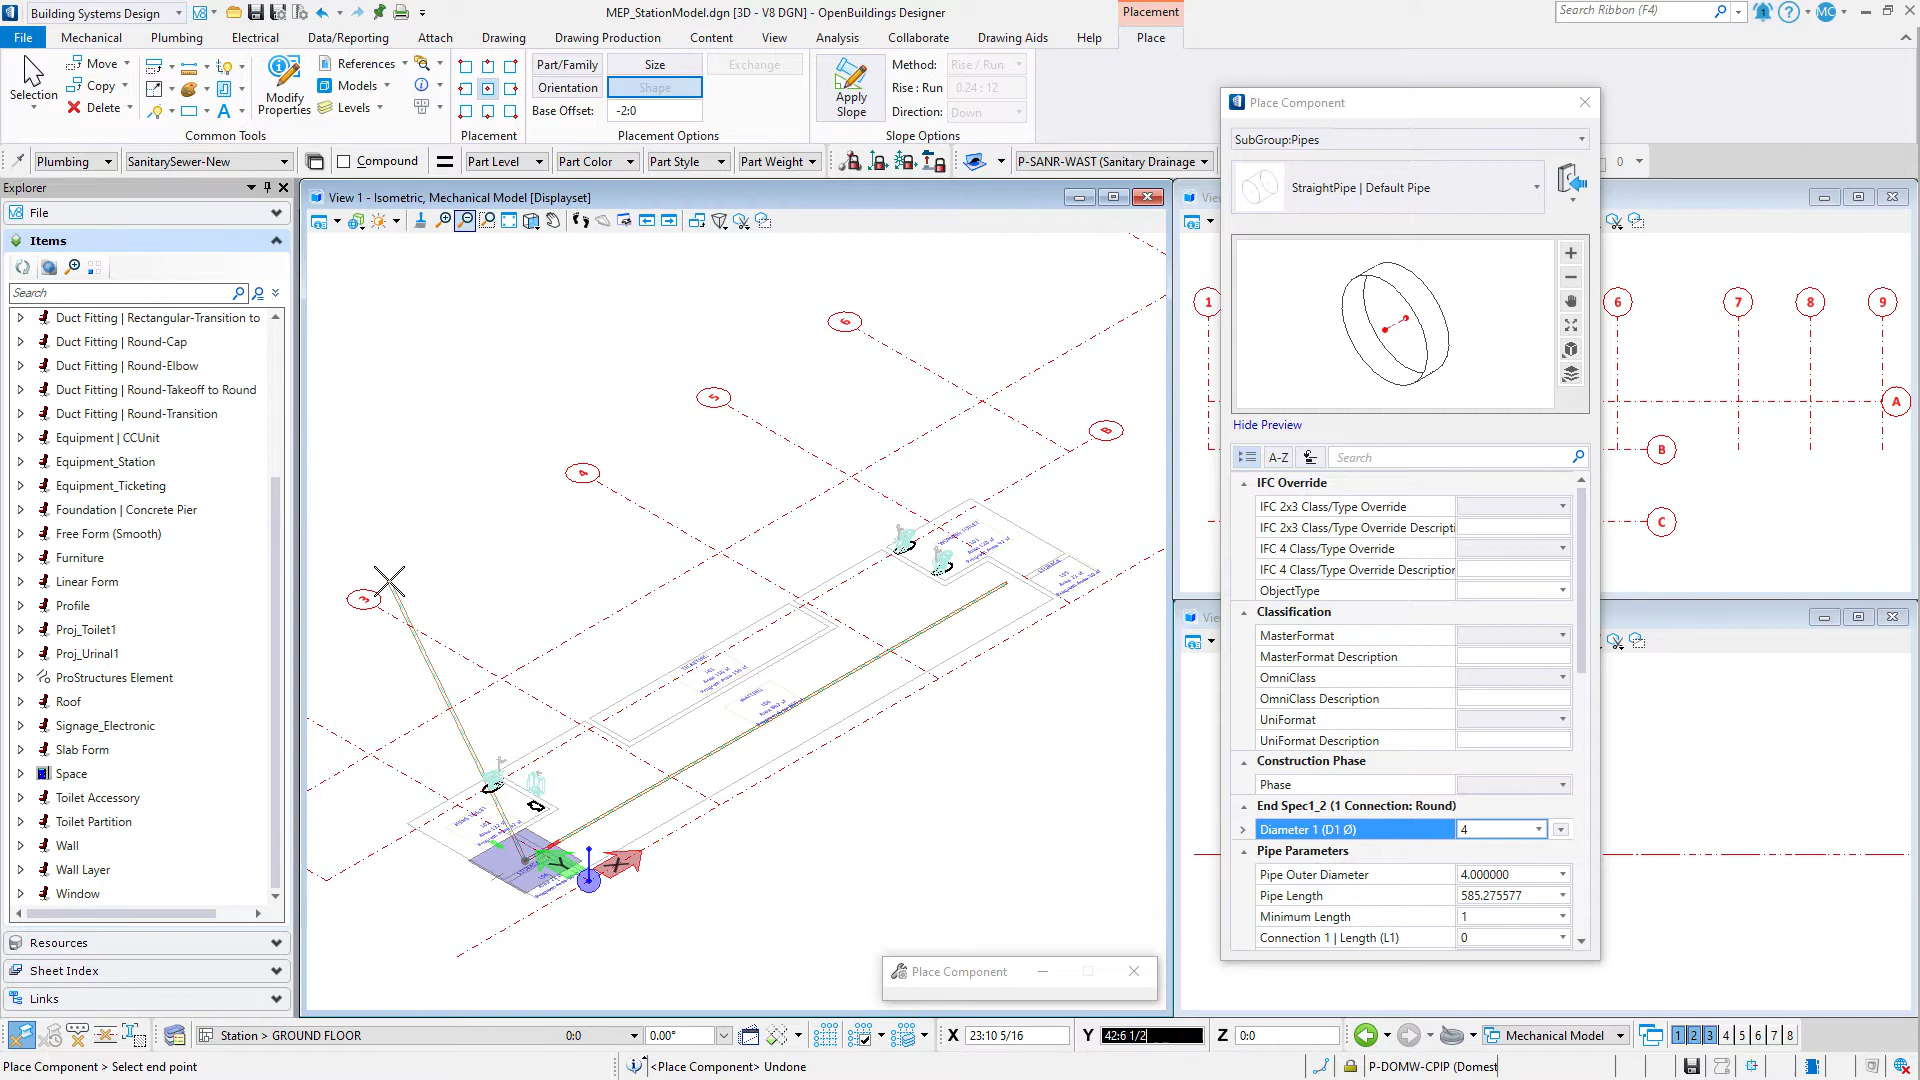 Building Systems Design
MEP_StationModel.dgn [3D - V8 DGN] - OpenBuildings Designer
Placement
Search Ribbon (F4)
MC
File
Mechanical
Plumbing
Electrical
Data/Reporting
Attach
Drawing
Drawing Production
Content
View
Analysis
Collaborate
Drawing Aids
Help
Place
Selection
Move
Copy
Delete
Modify Properties
References
Models
Levels
Common Tools
Placement
Part/Family
Size
Exchange
Orientation
Shape
Base Offset:
-2:0
Placement Options
Apply Slope
Method:
Rise / Run
Rise : Run
0.24 : 12
Direction:
Down
Slope Options
Plumbing
SanitarySewer-New
Compound
Part Level
Part Color
Part Style
Part Weight
P-SANR-WAST (Sanitary Drainage
0
Explorer
File
Items
Search
Duct Fitting | Rectangular-Transition to
Duct Fitting | Round-Cap
Duct Fitting | Round-Elbow
Duct Fitting | Round-Takeoff to Round
Duct Fitting | Round-Transition
Equipment | CCUnit
Equipment_Station
Equipment_Ticketing
Foundation | Concrete Pier
Free Form (Smooth)
Furniture
Linear Form
Profile
Proj_Toilet1
Proj_Urinal1
ProStructures Element
Roof
Signage_Electronic
Slab Form
Space
Toilet Accessory
Toilet Partition
Wall
Wall Layer
Window
Resources
Sheet Index
Links
View 1 - Isometric, Mechanical Model [Displayset]
6
5
B
4
3
Y
X
Place Component
Place Component
SubGroup:Pipes
StraightPipe | Default Pipe
Hide Preview
A-Z
Search
IFC Override
IFC 2x3 Class/Type Override
IFC 2x3 Class/Type Override Descripti
IFC 4 Class/Type Override
IFC 4 Class/Type Override Description
ObjectType
Classification
MasterFormat
MasterFormat Description
OmniClass
OmniClass Description
UniFormat
UniFormat Description
Construction Phase
Phase
End Spec1_2 (1 Connection: Round)
Diameter 1 (D1 Ø)
4
Pipe Parameters
Pipe Outer Diameter
4.000000
Pipe Length
585.275577
Minimum Length
1
Connection 1 | Length (L1)
0
1
6
7
8
9
A
B
C
Station > GROUND FLOOR
0:0
0.00°
X
23:10 5/16
Y
42:6 1/2
Z
0:0
Mechanical Model
1 2 3 4 5 6 7 8
Place Component > Select end point
<Place Component> Undone
P-DOMW-CPIP (Domest